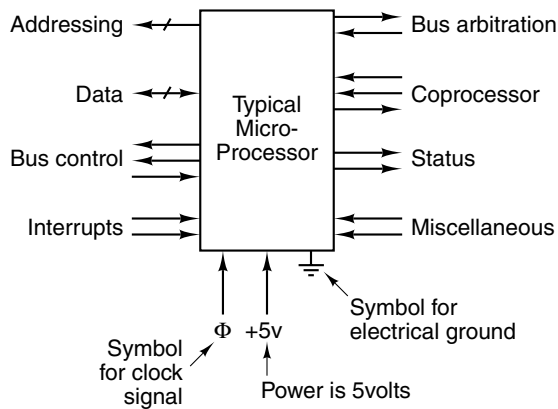 Addressing
Bus arbitration
Data
Typical
Micro-
Processor
Coprocessor
Bus control
Status
Interrupts
Miscellaneous
Φ +5v
Symbol for
electrical ground
Symbol
for clock
signal
Power is 5volts